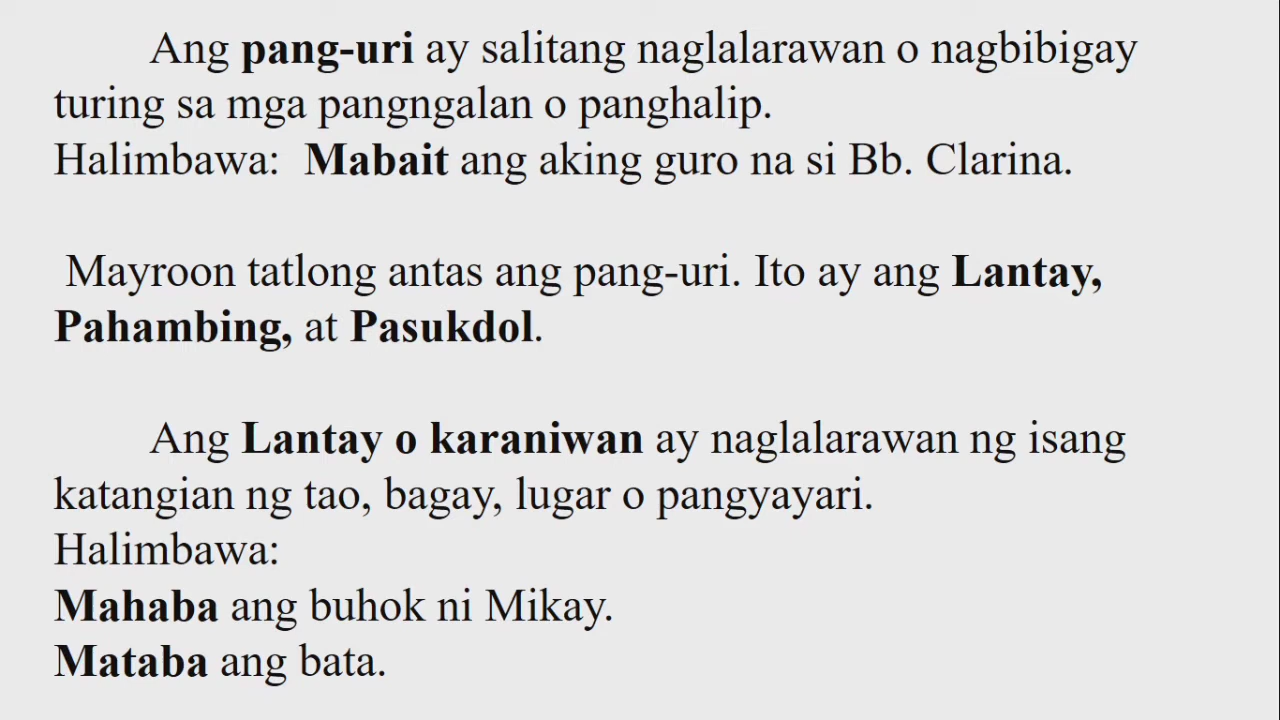 Ang pang-uri ay salitang naglalarawan o nagbibigay
turing sa mga pangngalan o panghalip.
Halimbawa: Mabait ang aking guro na si Bb. Clarina.
Mayroon tatlong antas ang pang-uri. Ito ay ang Lantay,
Pahambing, at Pasukdol.
Ang Lantay o karaniwan ay naglalarawan ng isang
katangian ng tao, bagay, lugar o pangyayari.
Halimbawa:
Mahaba ang buhok ni Mikay.
Mataba ang bata.